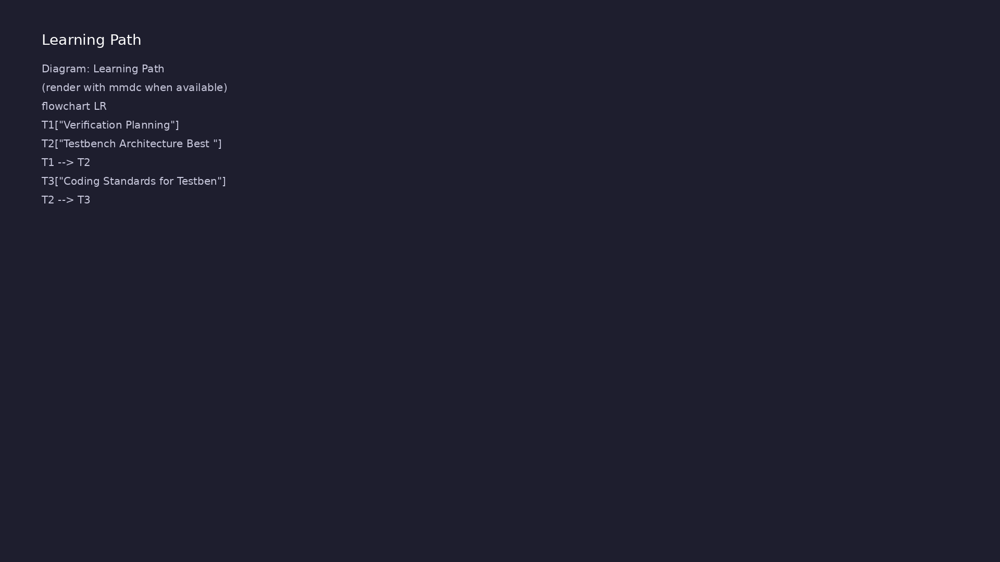 Learning Path
Diagram: Learning Path
(render with mmdc when available)
flowchart LR
T1["Verification Planning"]
T2["Testbench Architecture Best "]
T1 --> T2
T3["Coding Standards for Testben"]
T2 --> T3